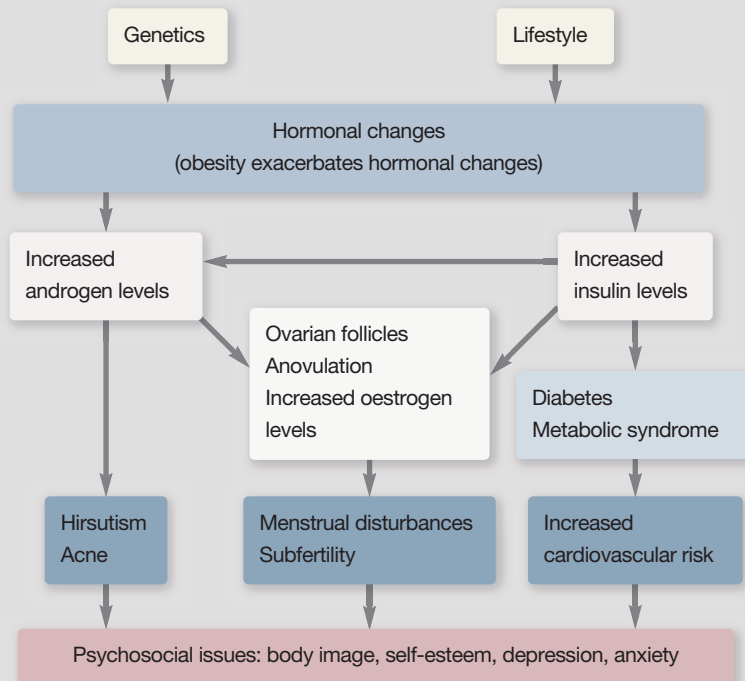 Genetics
Lifestyle
Hormonal changes
(obesity exacerbates hormonal changes)
Increased
androgen levels
Increased
insulin levels
Ovarian follicles
Anovulation
Increased oestrogen
levels
Diabetes
Metabolic syndrome
Hirsutism
Acne
Menstrual disturbances
Subfertility
Increased
cardiovascular risk
Psychosocial issues: body image, self-esteem, depression, anxiety